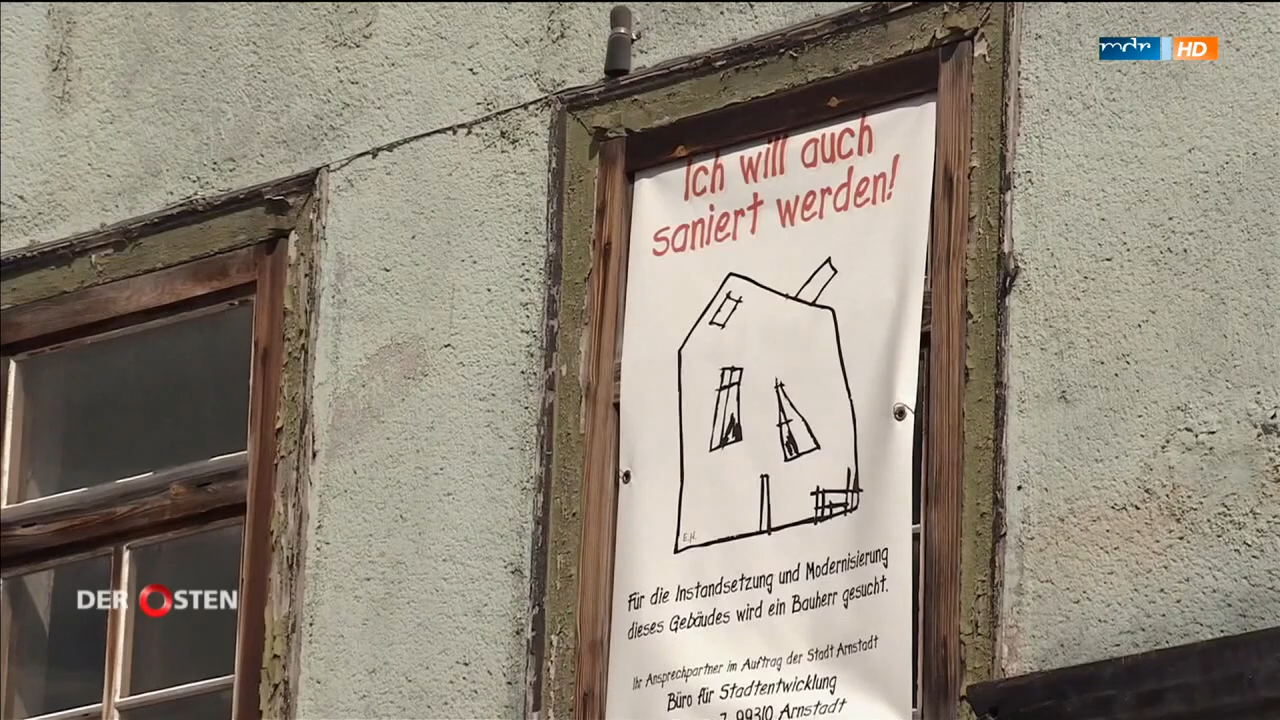 mdr HD
Ich will auch
saniert werden!
E.H.
Für die Instandsetzung und Modernisierung
dieses Gebäudes wird ein Bauherr gesucht.
Ihr Ansprechpartner im Auftrag der Stadt Arnstadt
Büro für Stadtentwicklung
7, 99310 Arnstadt
DER OSTEN